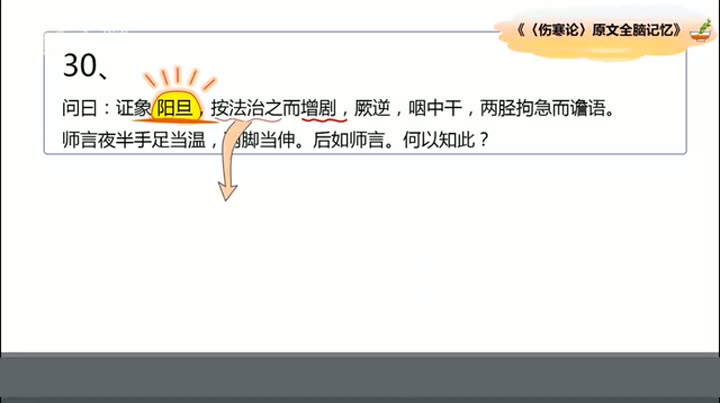 《〈伤寒论〉原文全脑记忆》
30、
问曰：证象阳旦，按法治之而增剧，厥逆，咽中干，两胫拘急而谵语。
师言夜半手足当温，脚当伸。后如师言。何以知此？